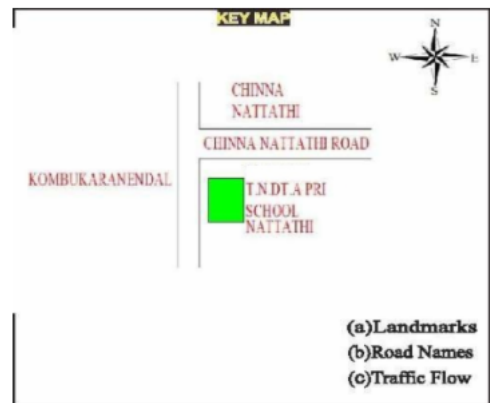 KEY MAP
N
W E
S
CHINNA
NATTATHI
CHINNA NATTATHI ROAD
KOMBUKARANENDAL
T.N.DT.A PRI
SCHOOL
NATTATHI
(a)Landmarks
(b)Road Names
(c)Traffic Flow